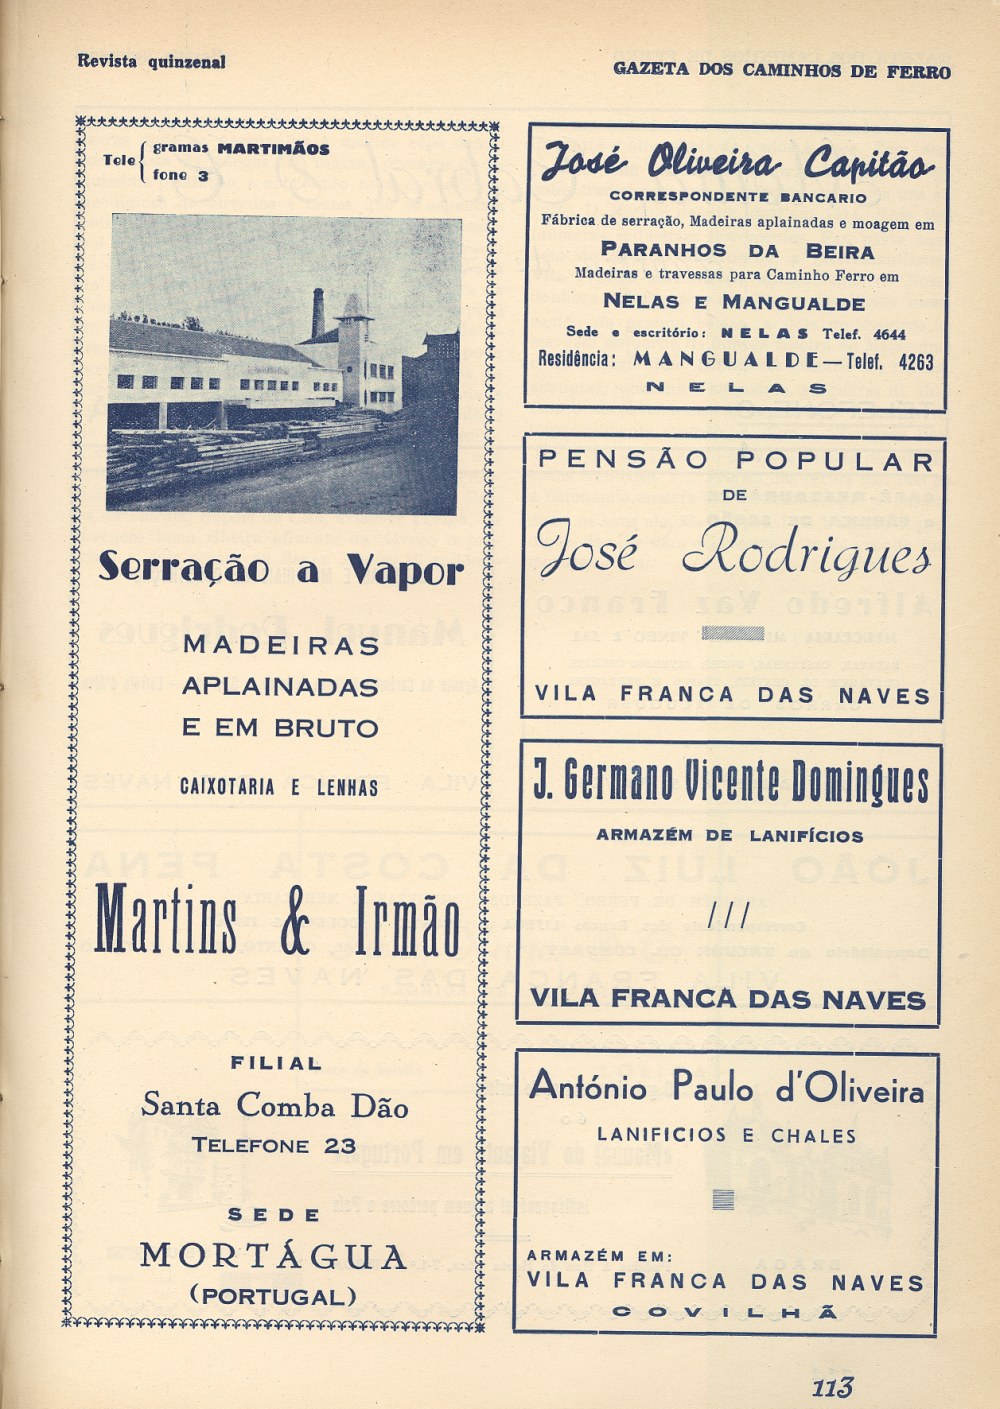 Revista quinzenal
GAZETA DOS CAMINHOS DE FERRO
Tele { gramas MARTIMÃOS
fone 3
Serração a Vapor
MADEIRAS
APLAINADAS
E EM BRUTO
CAIXOTARIA E LENHAS
Martins & Irmão
FILIAL
Santa Comba Dão
TELEFONE 23
SEDE
MORTÁGUA
(PORTUGAL)
José Oliveira Capitão
CORRESPONDENTE BANCARIO
Fábrica de serração, Madeiras aplainadas e moagem em
PARANHOS DA BEIRA
Madeiras e travessas para Caminho Ferro em
NELAS E MANGUALDE
Sede e escritório: NELAS Telef. 4644
Residência: MANGUALDE—Telef. 4263
NELAS
PENSÃO POPULAR
DE
José Rodrigues
VILA FRANCA DAS NAVES
J. Germano Vicente Domingues
ARMAZÉM DE LANIFÍCIOS
///
VILA FRANCA DAS NAVES
António Paulo d'Oliveira
LANIFICIOS E CHALES
ARMAZÉM EM:
VILA FRANCA DAS NAVES
COVILHÃ
113